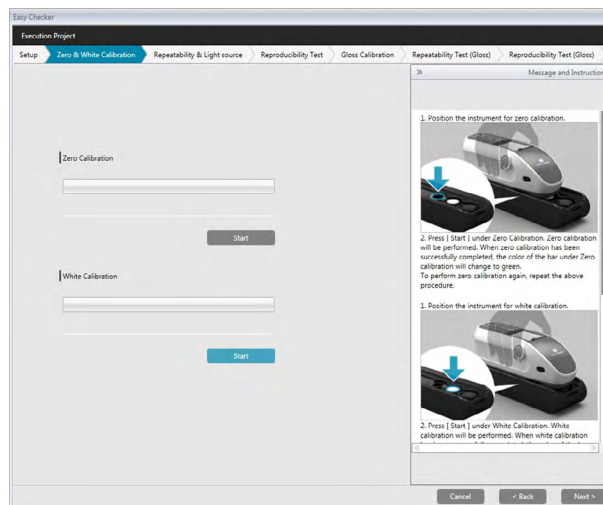 Easy Checker
Execution Project
Setup Zero & White Calibration Repeatability & Light source Reproducibility Test Gloss Calibration Repeatability Test (Gloss) Reproducibility Test (Gloss)
» Message and Instruction
Zero Calibration
Start
White Calibration
Start
1. Position the instrument for zero calibration.
2. Press [ Start ] under Zero Calibration. Zero calibration
will be performed. When zero calibration has been
successfully completed, the color of the bar under Zero
calibration will change to green.
To perform zero calibration again, repeat the above
procedure.
1. Position the instrument for white calibration.
2. Press [ Start ] under White Calibration. White
calibration will be performed. When white calibration
Cancel < Back Next >